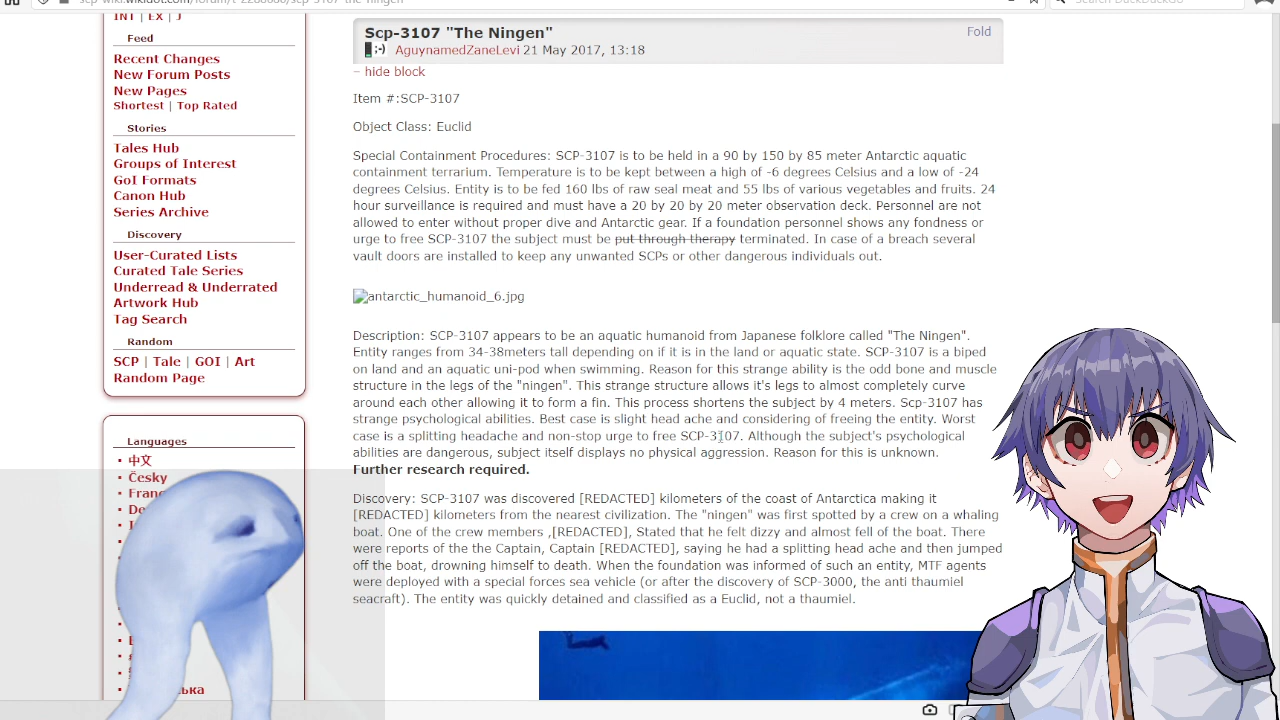 INT | EX | J
Feed
Recent Changes
New Forum Posts
New Pages
Shortest | Top Rated
Stories
Tales Hub
Groups of Interest
GoI Formats
Canon Hub
Series Archive
Discovery
User-Curated Lists
Curated Tale Series
Underread & Underrated
Artwork Hub
Tag Search
Random
SCP | Tale | GOI | Art
Random Page
Languages
中文
Česky
Scp-3107 "The Ningen"
Fold
AguynamedZaneLevi 21 May 2017, 13:18
– hide block
Item #:SCP-3107
Object Class: Euclid
Special Containment Procedures: SCP-3107 is to be held in a 90 by 150 by 85 meter Antarctic aquatic
containment terrarium. Temperature is to be kept between a high of -6 degrees Celsius and a low of -24
degrees Celsius. Entity is to be fed 160 lbs of raw seal meat and 55 lbs of various vegetables and fruits. 24
hour surveillance is required and must have a 20 by 20 by 20 meter observation deck. Personnel are not
allowed to enter without proper dive and Antarctic gear. If a foundation personnel shows any fondness or
urge to free SCP-3107 the subject must be put through therapy terminated. In case of a breach several
vault doors are installed to keep any unwanted SCPs or other dangerous individuals out.
antarctic_humanoid_6.jpg
Description: SCP-3107 appears to be an aquatic humanoid from Japanese folklore called "The Ningen".
Entity ranges from 34-38meters tall depending on if it is in the land or aquatic state. SCP-3107 is a biped
on land and an aquatic uni-pod when swimming. Reason for this strange ability is the odd bone and muscle
structure in the legs of the "ningen". This strange structure allows it's legs to almost completely curve
around each other allowing it to form a fin. This process shortens the subject by 4 meters. Scp-3107 has
strange psychological abilities. Best case is slight head ache and considering of freeing the entity. Worst
case is a splitting headache and non-stop urge to free SCP-3107. Although the subject's psychological
abilities are dangerous, subject itself displays no physical aggression. Reason for this is unknown.
Further research required.
Discovery: SCP-3107 was discovered [REDACTED] kilometers of the coast of Antarctica making it
[REDACTED] kilometers from the nearest civilization. The "ningen" was first spotted by a crew on a whaling
boat. One of the crew members ,[REDACTED], Stated that he felt dizzy and almost fell of the boat. There
were reports of the the Captain, Captain [REDACTED], saying he had a splitting head ache and then jumped
off the boat, drowning himself to death. When the foundation was informed of such an entity, MTF agents
were deployed with a special forces sea vehicle (or after the discovery of SCP-3000, the anti thaumiel
seacraft). The entity was quickly detained and classified as a Euclid, not a thaumiel.